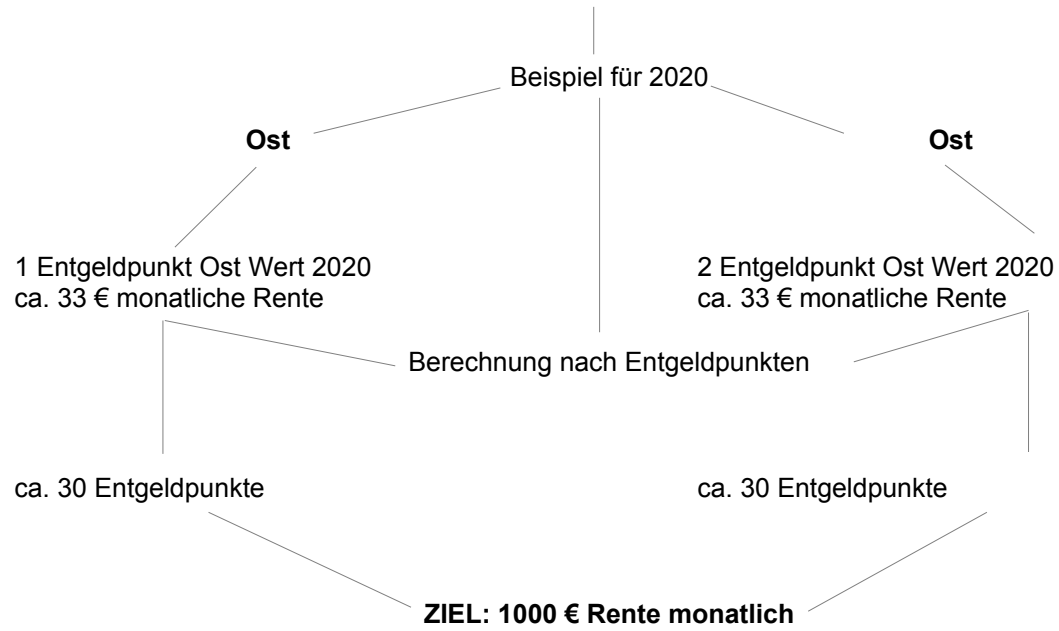 Beispiel für 2020
Ost
Ost
1 Entgeldpunkt Ost Wert 2020
ca. 33 € monatliche Rente
2 Entgeldpunkt Ost Wert 2020
ca. 33 € monatliche Rente
Berechnung nach Entgeldpunkten
ca. 30 Entgeldpunkte
ca. 30 Entgeldpunkte
ZIEL: 1000 € Rente monatlich